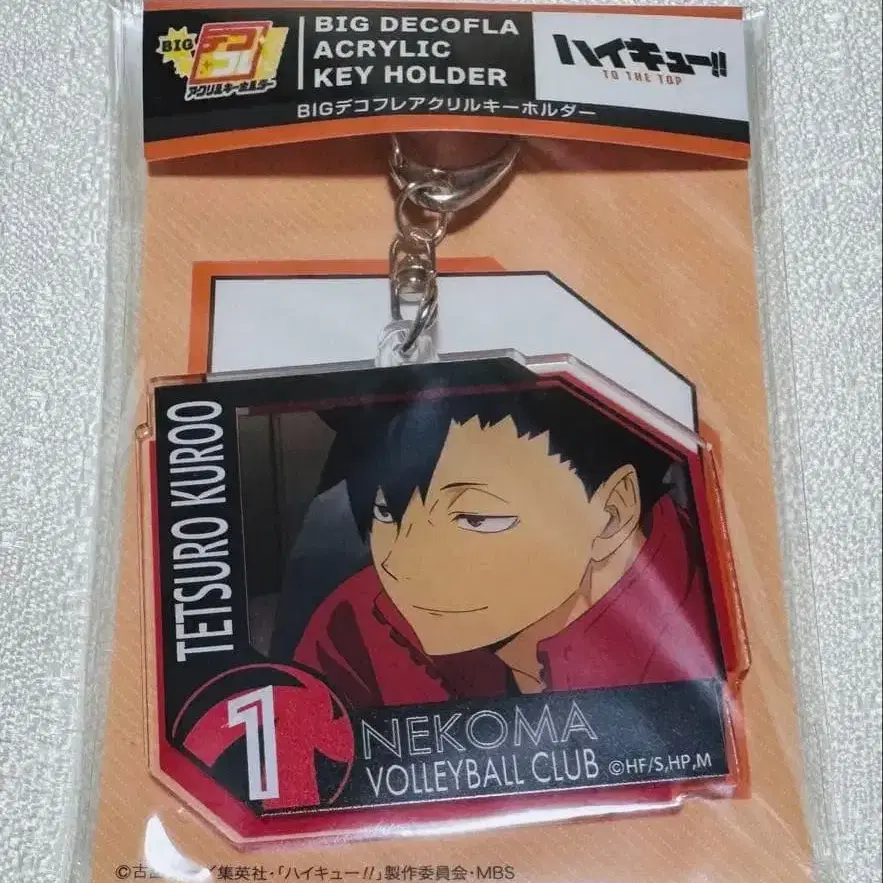 BIG
デコフレ
アクリルキーホルダー
BIG DECOFLA
ACRYLIC
KEY HOLDER
BIGデコフレアクリルキーホルダー
ハイキュー!!
TO THE TOP
TETSURO KUROO
1
NEKOMA
VOLLEYBALL CLUB ©HF/S,HP,M
©古 集英社・「ハイキュー!!」製作委員会・MBS